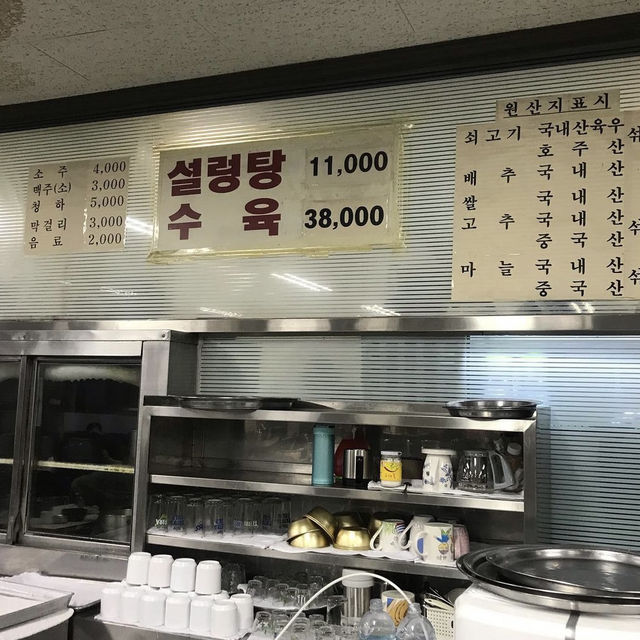 소 주 4,000
맥주(소) 3,000
청 하 5,000
막걸리 3,000
음 료 2,000
설렁탕 11,000
수 육 38,000
원산지표시
쇠고기 국내산육우 섞
호 주 산
배 추 국 내 산
쌀 국 내 산
고 추 국 내 산 섞
중 국 산
마 늘 국 내 산 섞
중 국 산